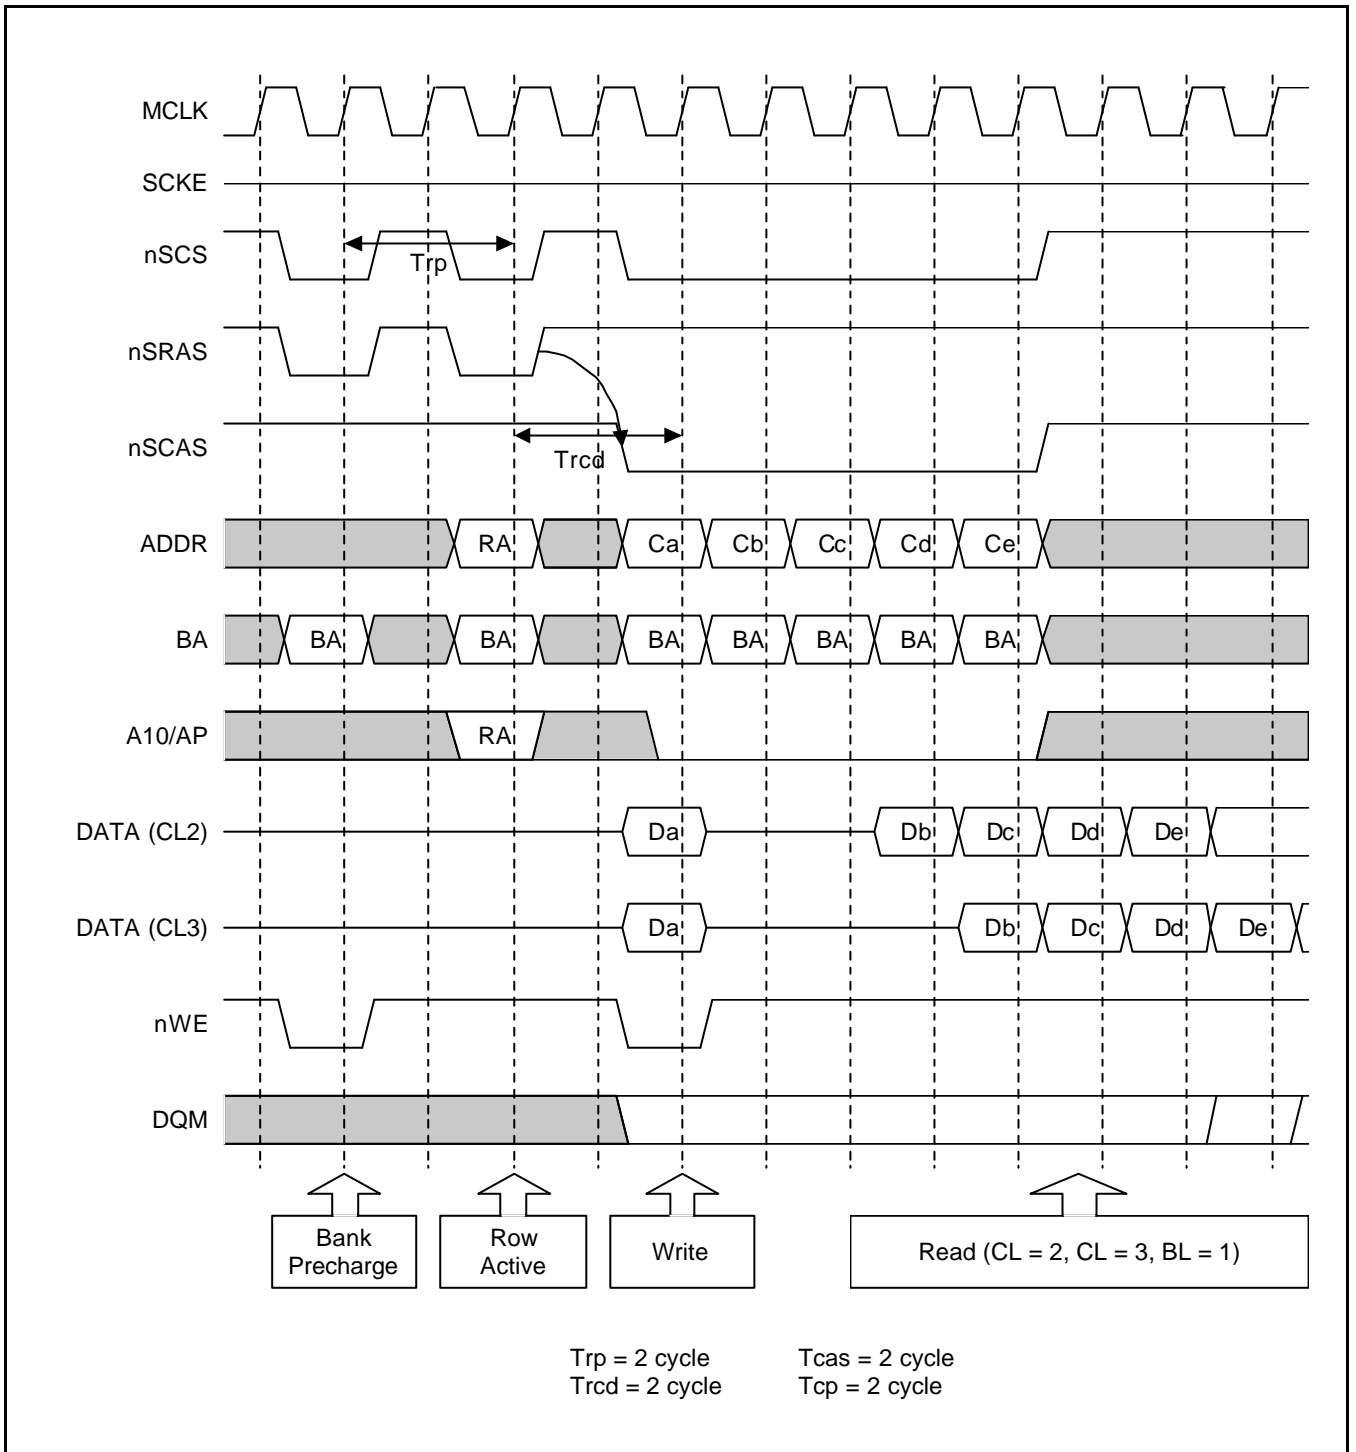 MCLK
SCKE
nSCS
Trp
nSRAS
nSCAS
Trcd
ADDR RA Ca Cb Cc Cd Ce
BA BA BA BA BA BA BA BA
A10/AP RA
DATA (CL2) Da Db Dc Dd De
DATA (CL3) Da Db Dc Dd De
nWE
DQM
Bank
Precharge
Row
Active
Write
Read (CL = 2, CL = 3, BL = 1)
Trp = 2 cycle Tcas = 2 cycle
Trcd = 2 cycle Tcp = 2 cycle